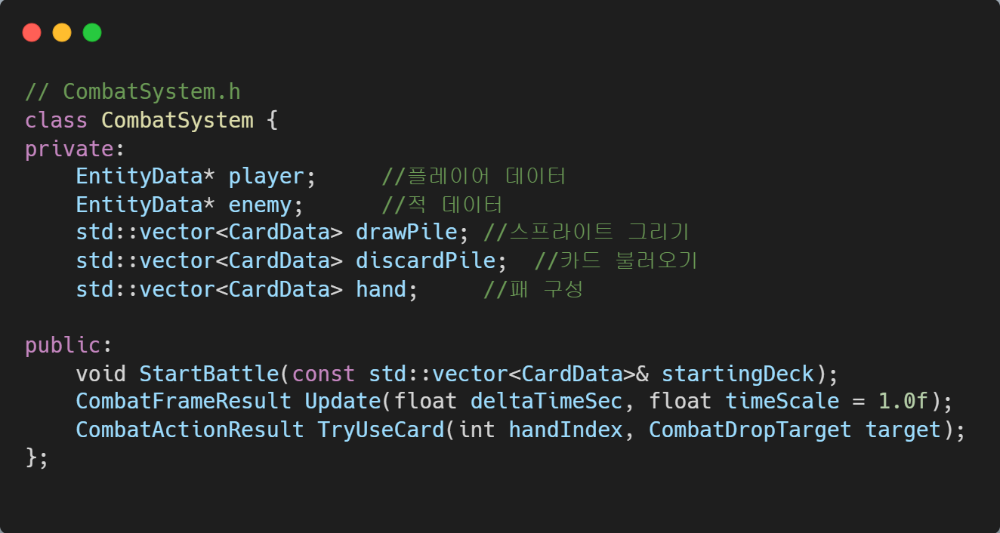 // CombatSystem.h
class CombatSystem {
private:
    EntityData* player;     //플레이어 데이터
    EntityData* enemy;      //적 데이터
    std::vector<CardData> drawPile; //스프라이트 그리기
    std::vector<CardData> discardPile;  //카드 불러오기
    std::vector<CardData> hand;     //패 구성
public:
    void StartBattle(const std::vector<CardData>& startingDeck);
    CombatFrameResult Update(float deltaTimeSec, float timeScale = 1.0f);
    CombatActionResult TryUseCard(int handIndex, CombatDropTarget target);
};